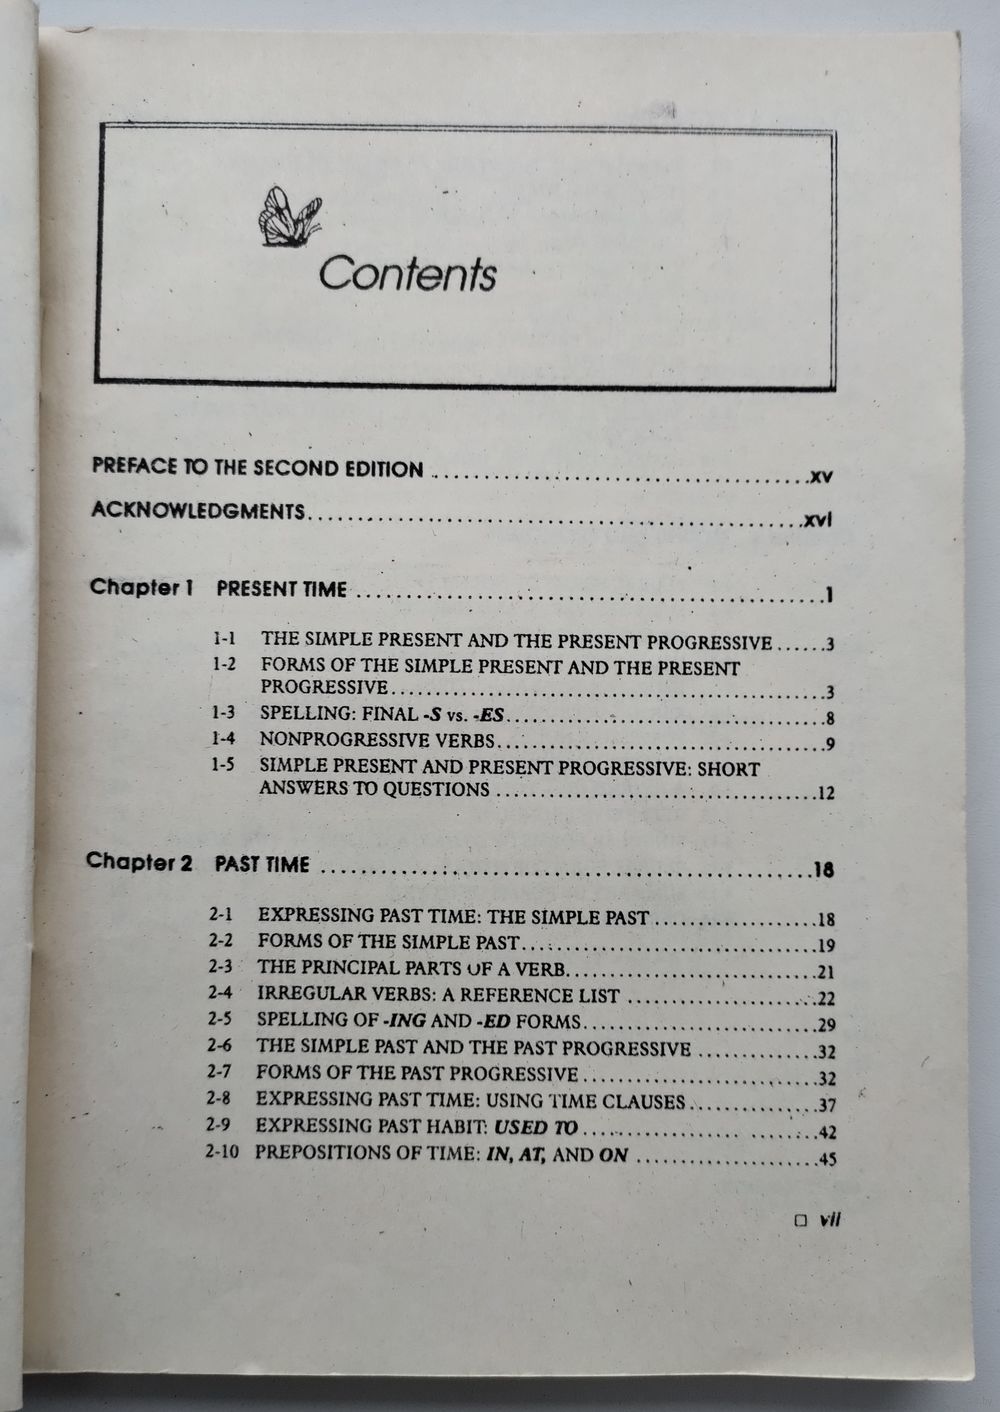 Contents
PREFACE TO THE SECOND EDITION ........................................ xv
ACKNOWLEDGMENTS ........................................ xvi
Chapter 1 PRESENT TIME ........................................ 1
1-1 THE SIMPLE PRESENT AND THE PRESENT PROGRESSIVE ...... 3
1-2 FORMS OF THE SIMPLE PRESENT AND THE PRESENT
PROGRESSIVE ........................................ 3
1-3 SPELLING: FINAL -S vs. -ES ........................................ 8
1-4 NONPROGRESSIVE VERBS ........................................ 9
1-5 SIMPLE PRESENT AND PRESENT PROGRESSIVE: SHORT
ANSWERS TO QUESTIONS ........................................ 12
Chapter 2 PAST TIME ........................................ 18
2-1 EXPRESSING PAST TIME: THE SIMPLE PAST .................... 18
2-2 FORMS OF THE SIMPLE PAST ........................................ 19
2-3 THE PRINCIPAL PARTS OF A VERB .............................. 21
2-4 IRREGULAR VERBS: A REFERENCE LIST .................... 22
2-5 SPELLING OF -ING AND -ED FORMS .............................. 29
2-6 THE SIMPLE PAST AND THE PAST PROGRESSIVE ............ 32
2-7 FORMS OF THE PAST PROGRESSIVE .............................. 32
2-8 EXPRESSING PAST TIME: USING TIME CLAUSES ............ 37
2-9 EXPRESSING PAST HABIT: USED TO .............................. 42
2-10 PREPOSITIONS OF TIME: IN, AT, AND ON .................... 45
□ vii